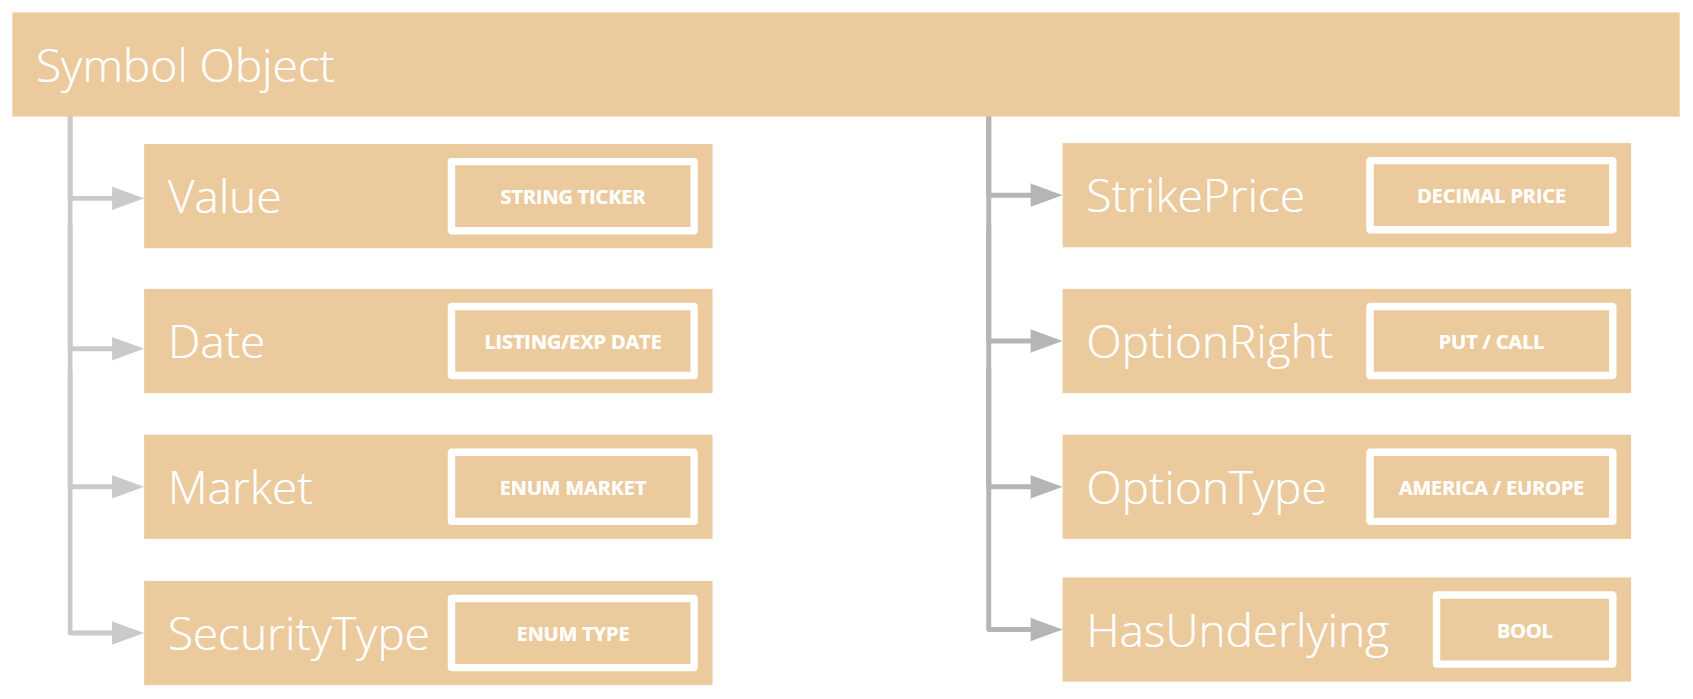 Symbol Object
Value
STRING TICKER
Date
LISTING/EXP DATE
Market
ENUM MARKET
SecurityType
ENUM TYPE
StrikePrice
DECIMAL PRICE
OptionRight
PUT / CALL
OptionType
AMERICA / EUROPE
HasUnderlying
BOOL